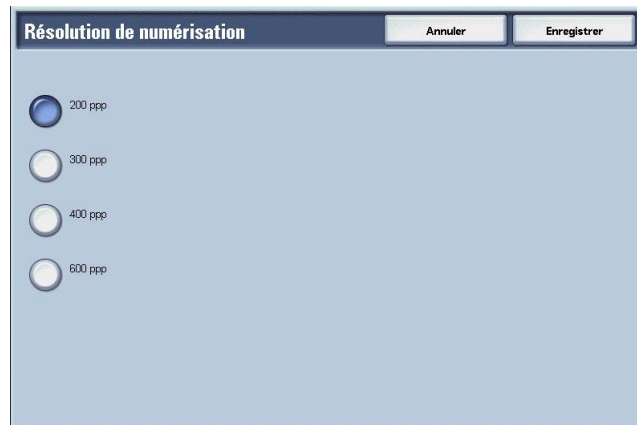 Résolution de numérisation
Annuler
Enregistrer
200 ppp
300 ppp
400 ppp
600 ppp